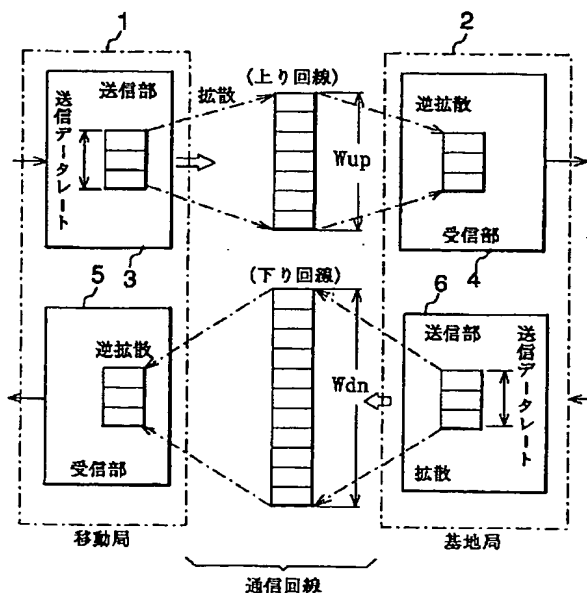 1
2
送信部
送信データレート
拡散
(上り回線)
Wup
逆拡散
受信部
3
4
5
(下り回線)
6
逆拡散
Wdn
送信部
送信データレート
受信部
拡散
移動局
基地局
通信回線